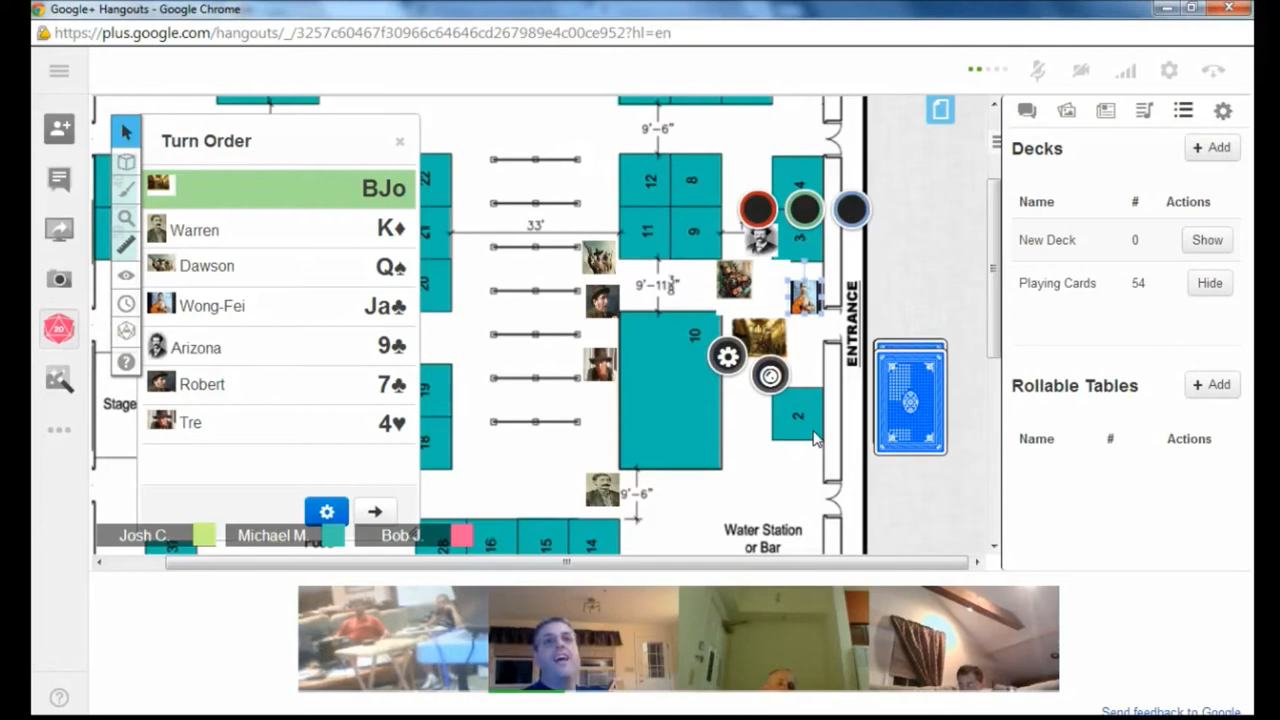 Google+ Hangouts - Google Chrome
https://plus.google.com/hangouts/_/3257c60467f30966c64646cd267989e4c00ce952?hl=en
Turn Order ×
BJo
Warren K♦
Dawson Q♠
Wong-Fei Ja♣
Arizona 9♣
Robert 7♣
Tre 4♥
Josh C.
Michael M.
Bob J.
20
?
?
Stage
22
21
20
19
18
33'
9'-6"
12
8
11
9
4
3
9'-11⅜"
10
2
ENTRANCE
9'-6"
Water Station
or Bar
16
15
14
Decks
+ Add
Name # Actions
New Deck 0 Show
Playing Cards 54 Hide
Rollable Tables
+ Add
Name # Actions
Send feedback to Google